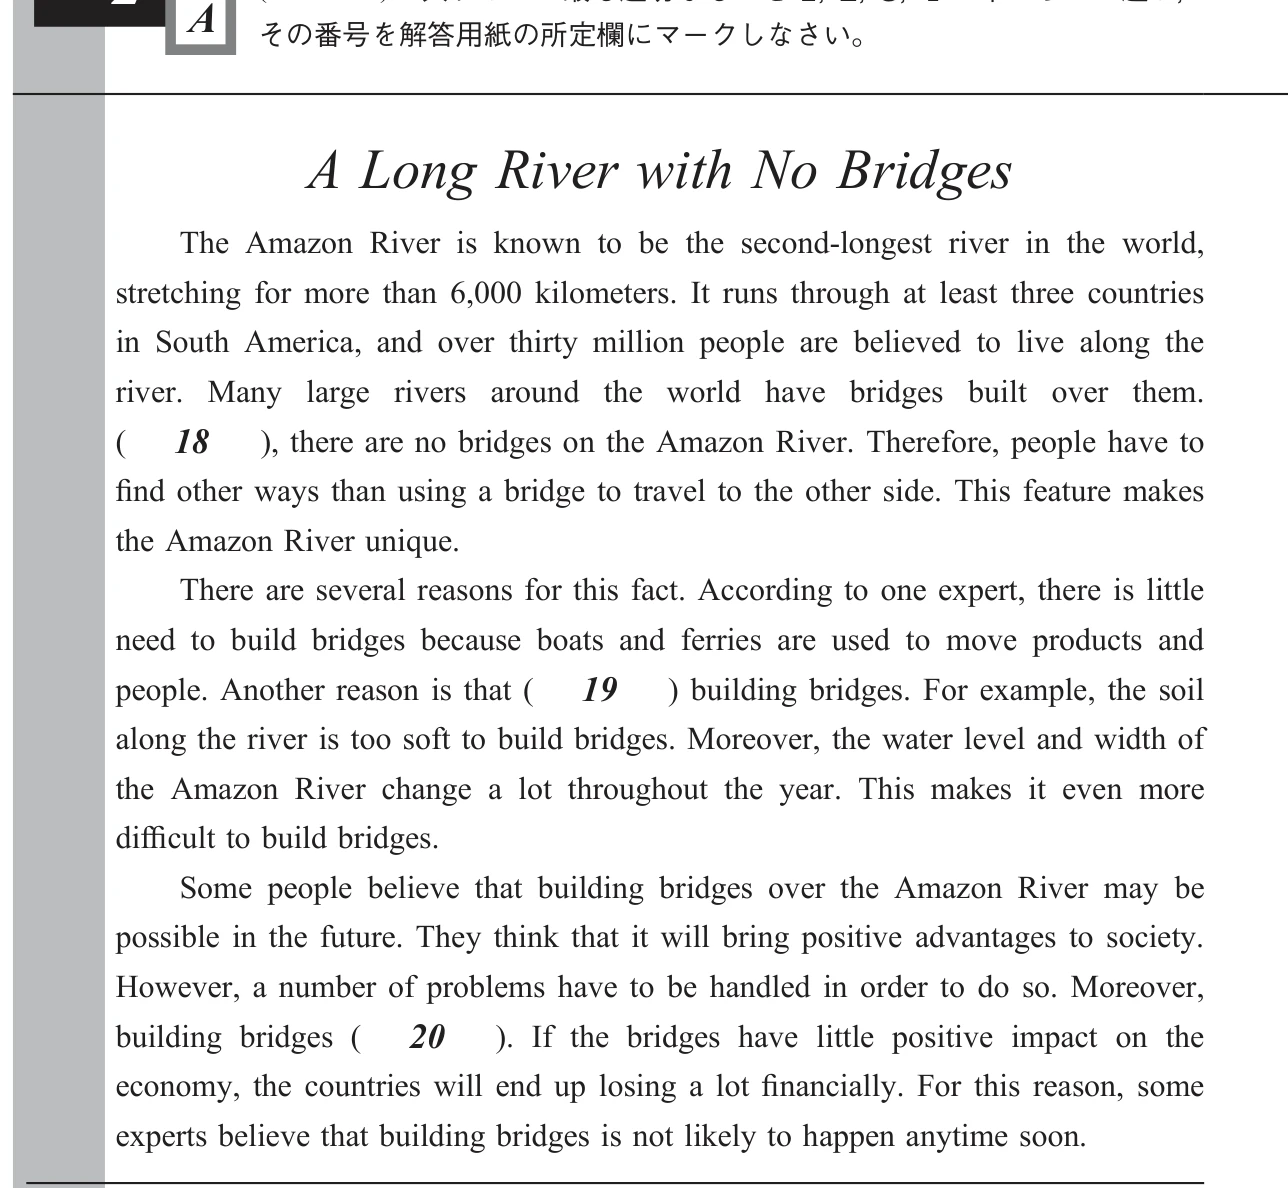 A
その番号を解答用紙の所定欄にマークしなさい。
A Long River with No Bridges
The Amazon River is known to be the second-longest river in the world,
stretching for more than 6,000 kilometers. It runs through at least three countries
in South America, and over thirty million people are believed to live along the
river. Many large rivers around the world have bridges built over them.
( 18 ), there are no bridges on the Amazon River. Therefore, people have to
find other ways than using a bridge to travel to the other side. This feature makes
the Amazon River unique.
There are several reasons for this fact. According to one expert, there is little
need to build bridges because boats and ferries are used to move products and
people. Another reason is that ( 19 ) building bridges. For example, the soil
along the river is too soft to build bridges. Moreover, the water level and width of
the Amazon River change a lot throughout the year. This makes it even more
difficult to build bridges.
Some people believe that building bridges over the Amazon River may be
possible in the future. They think that it will bring positive advantages to society.
However, a number of problems have to be handled in order to do so. Moreover,
building bridges ( 20 ). If the bridges have little positive impact on the
economy, the countries will end up losing a lot financially. For this reason, some
experts believe that building bridges is not likely to happen anytime soon.